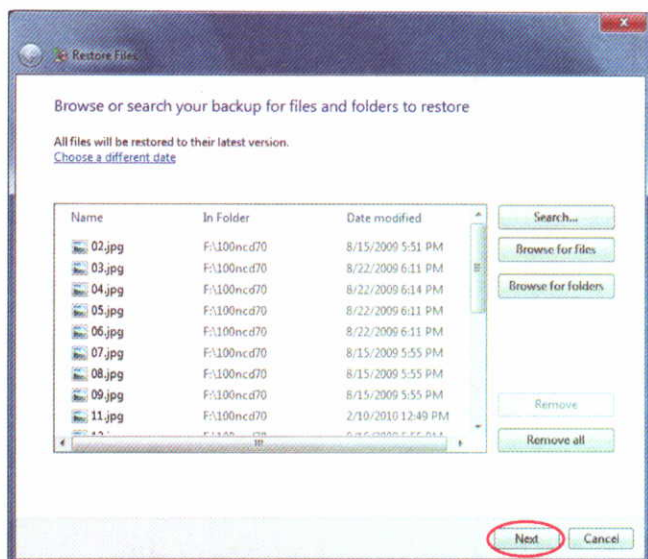 Restore Files
Browse or search your backup for files and folders to restore
All files will be restored to their latest version.
Choose a different date
Name In Folder Date modified
02.jpg F:\100ncd70 8/15/2009 5:51 PM
03.jpg F:\100ncd70 8/22/2009 6:11 PM
04.jpg F:\100ncd70 8/22/2009 6:14 PM
05.jpg F:\100ncd70 8/22/2009 6:11 PM
06.jpg F:\100ncd70 8/22/2009 6:11 PM
07.jpg F:\100ncd70 8/15/2009 5:55 PM
08.jpg F:\100ncd70 8/15/2009 5:55 PM
09.jpg F:\100ncd70 8/15/2009 5:55 PM
11.jpg F:\100ncd70 2/10/2010 12:49 PM
Search...
Browse for files
Browse for folders
Remove
Remove all
Next Cancel